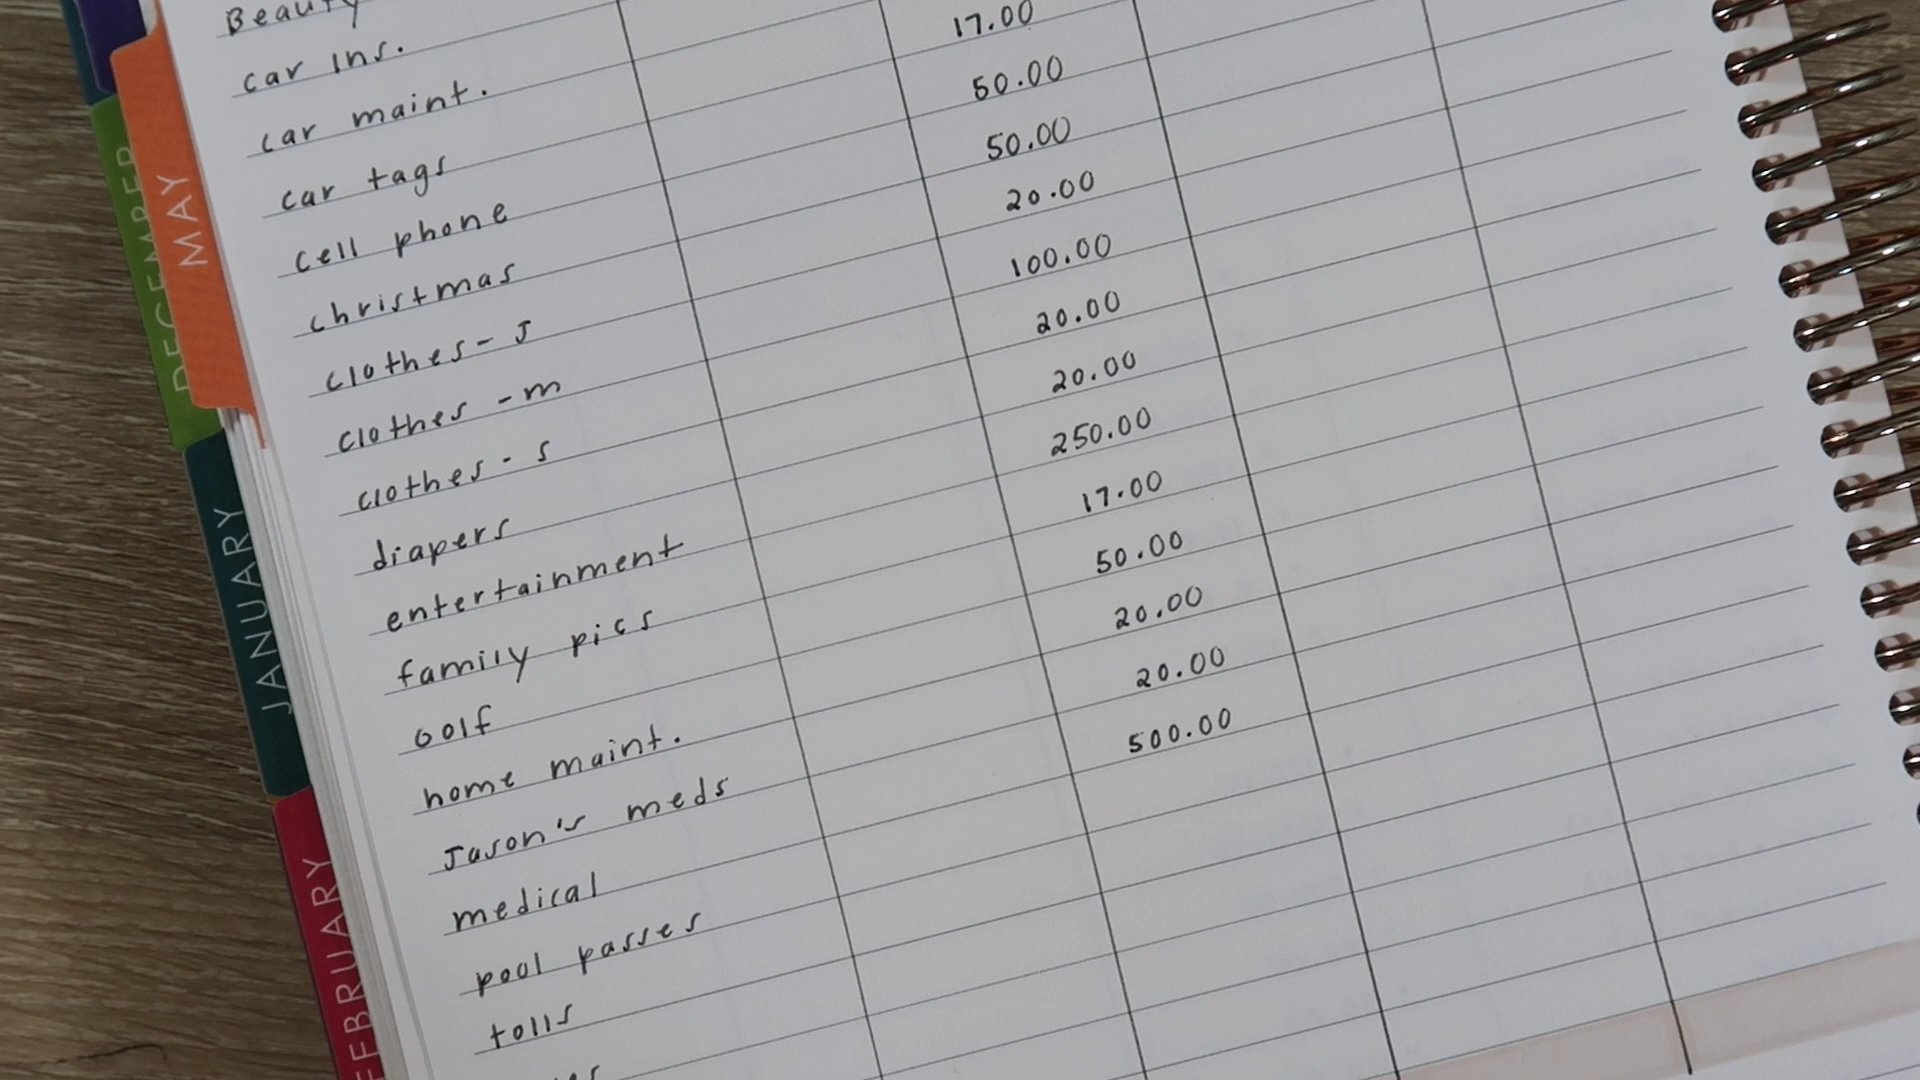 Beauty
car Ins.
car maint.
car tags 17.00
cell phone 50.00
christmas 50.00
clothes - J 20.00
clothes - m 100.00
clothes - s 20.00
diapers 20.00
entertainment 250.00
family pics 17.00
Golf 50.00
home maint. 20.00
Jason's meds 20.00
medical 500.00
pool passes
tolls
DECEMBER
MAY
JANUARY
FEBRUARY